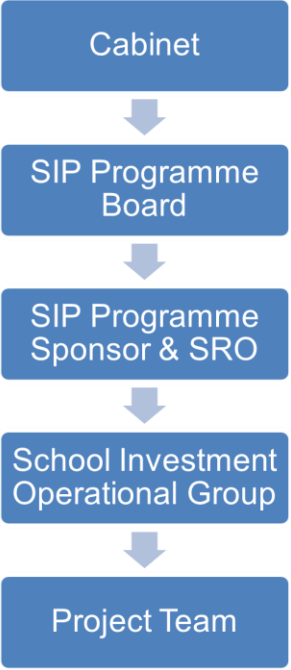 Cabinet
SIP Programme
Board
SIP Programme
Sponsor & SRO
School Investment
Operational Group
Project Team